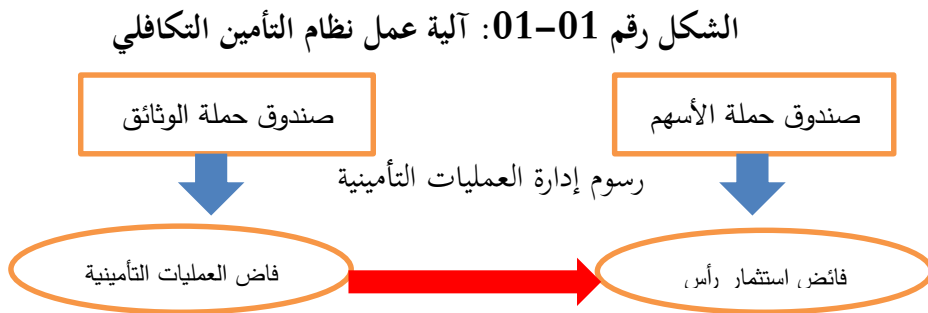 الشكل رقم 01-01: آلية عمل نظام التأمين التكافلي
صندوق حملة الأسهم
صندوق حملة الوثائق
رسوم إدارة العمليات التأمينية
فائض استثمار رأس
فاض العمليات التأمينية